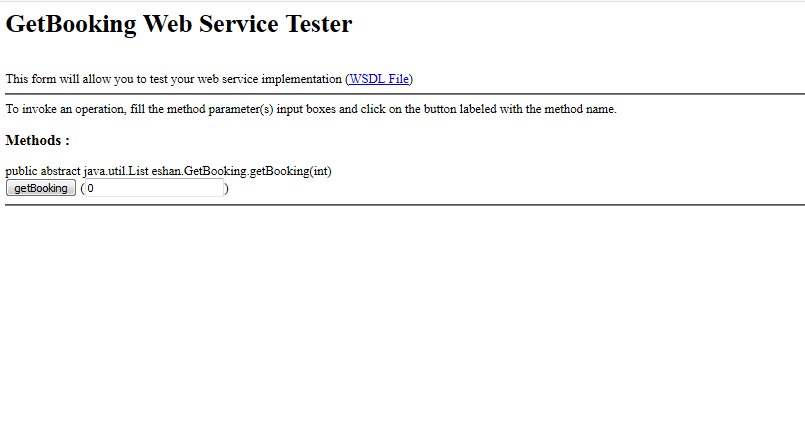 GetBooking Web Service Tester
This form will allow you to test your web service implementation (WSDL File)
To invoke an operation, fill the method parameter(s) input boxes and click on the button labeled with the method name.
Methods :
public abstract java.util.List eshan.GetBooking.getBooking(int)
getBooking (0)